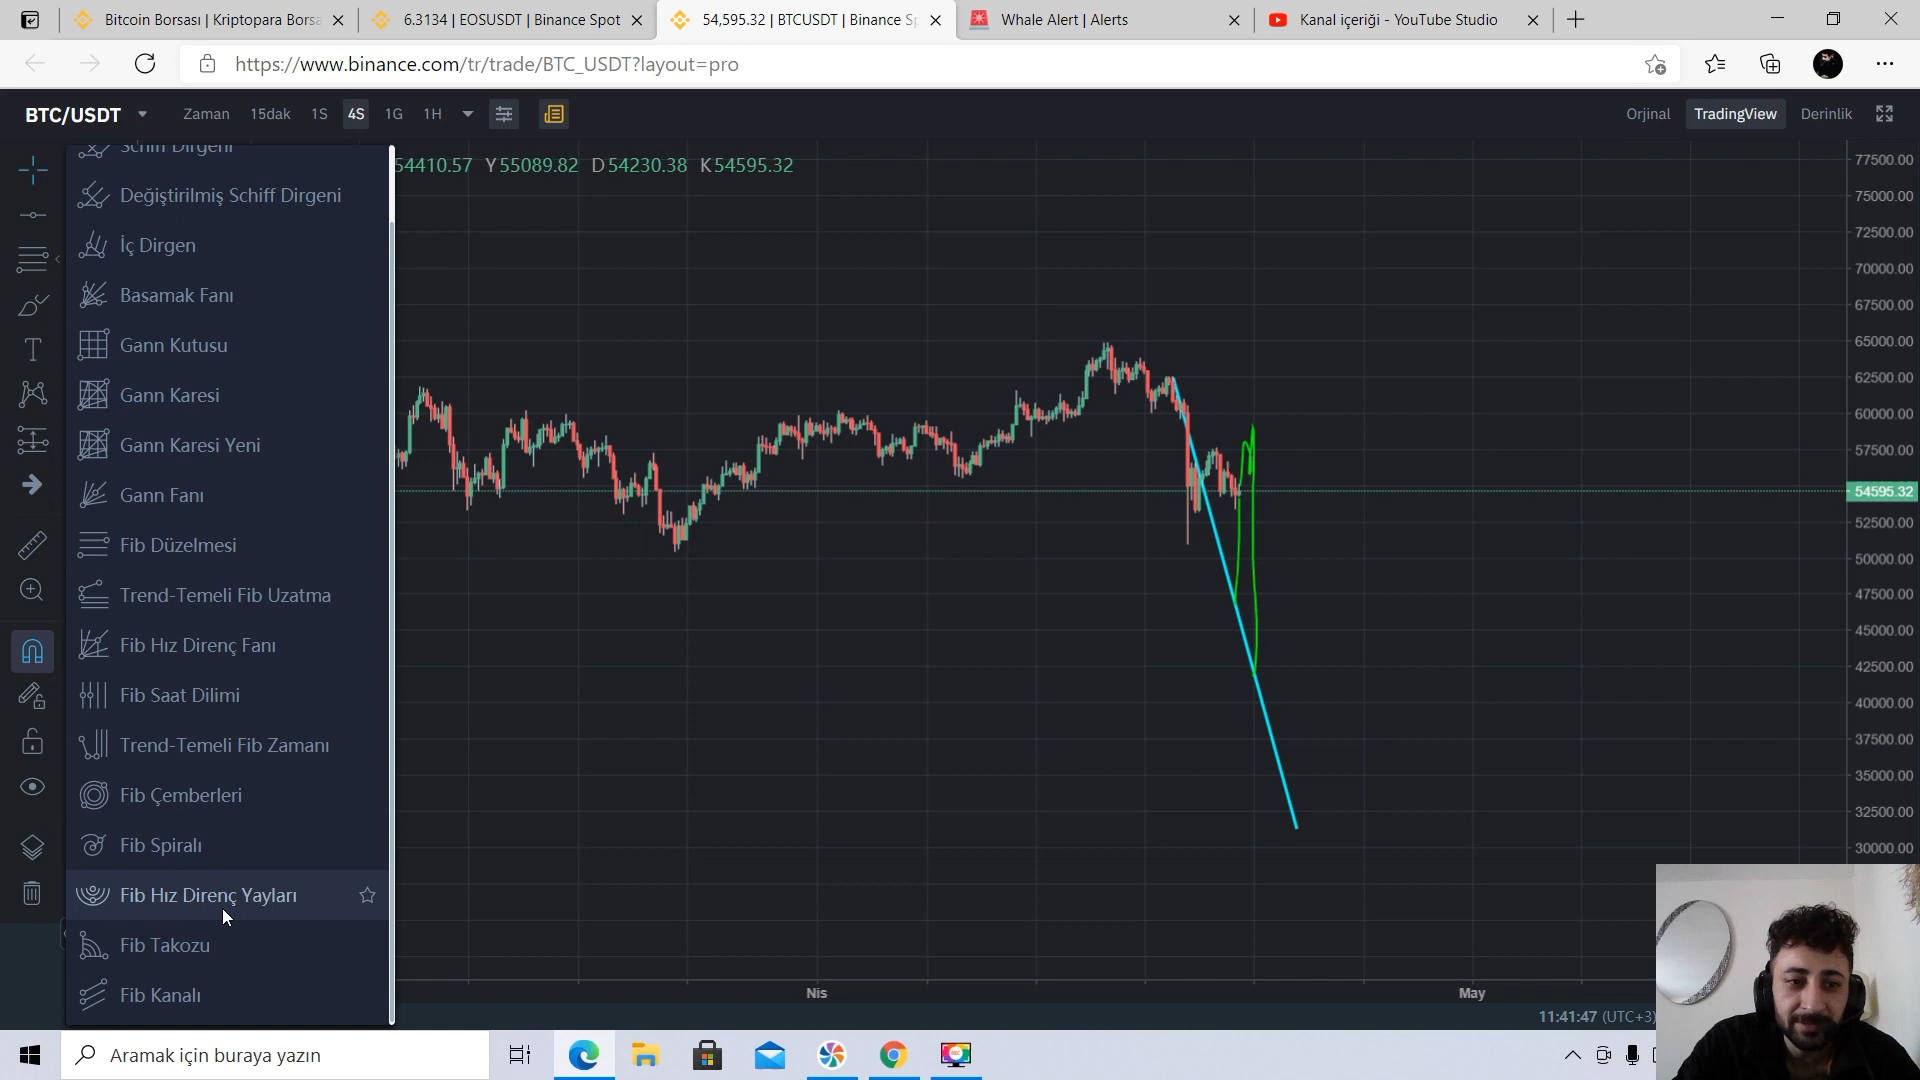 Bitcoin Borsası | Kriptopara Borsa
6.3134 | EOSUSDT | Binance Spot
54,595.32 | BTCUSDT | Binance Sp
Whale Alert | Alerts
Kanal içeriği - YouTube Studio
https://www.binance.com/tr/trade/BTC_USDT?layout=pro
BTC/USDT
Zaman
15dak
1S
4S
1G
1H
Orjinal
TradingView
Derinlik
54410.57 Y55089.82 D54230.38 K54595.32
Schiff Dirgeni
Değiştirilmiş Schiff Dirgeni
İç Dirgen
Basamak Fanı
Gann Kutusu
Gann Karesi
Gann Karesi Yeni
Gann Fanı
Fib Düzelmesi
Trend-Temeli Fib Uzatma
Fib Hız Direnç Fanı
Fib Saat Dilimi
Trend-Temeli Fib Zamanı
Fib Çemberleri
Fib Spiralı
Fib Hız Direnç Yayları
Fib Takozu
Fib Kanalı
77500.00
75000.00
72500.00
70000.00
67500.00
65000.00
62500.00
60000.00
57500.00
54595.32
52500.00
50000.00
47500.00
45000.00
42500.00
40000.00
37500.00
35000.00
32500.00
30000.00
Nis
May
11:41:47 (UTC+3)
Aramak için buraya yazın
REC